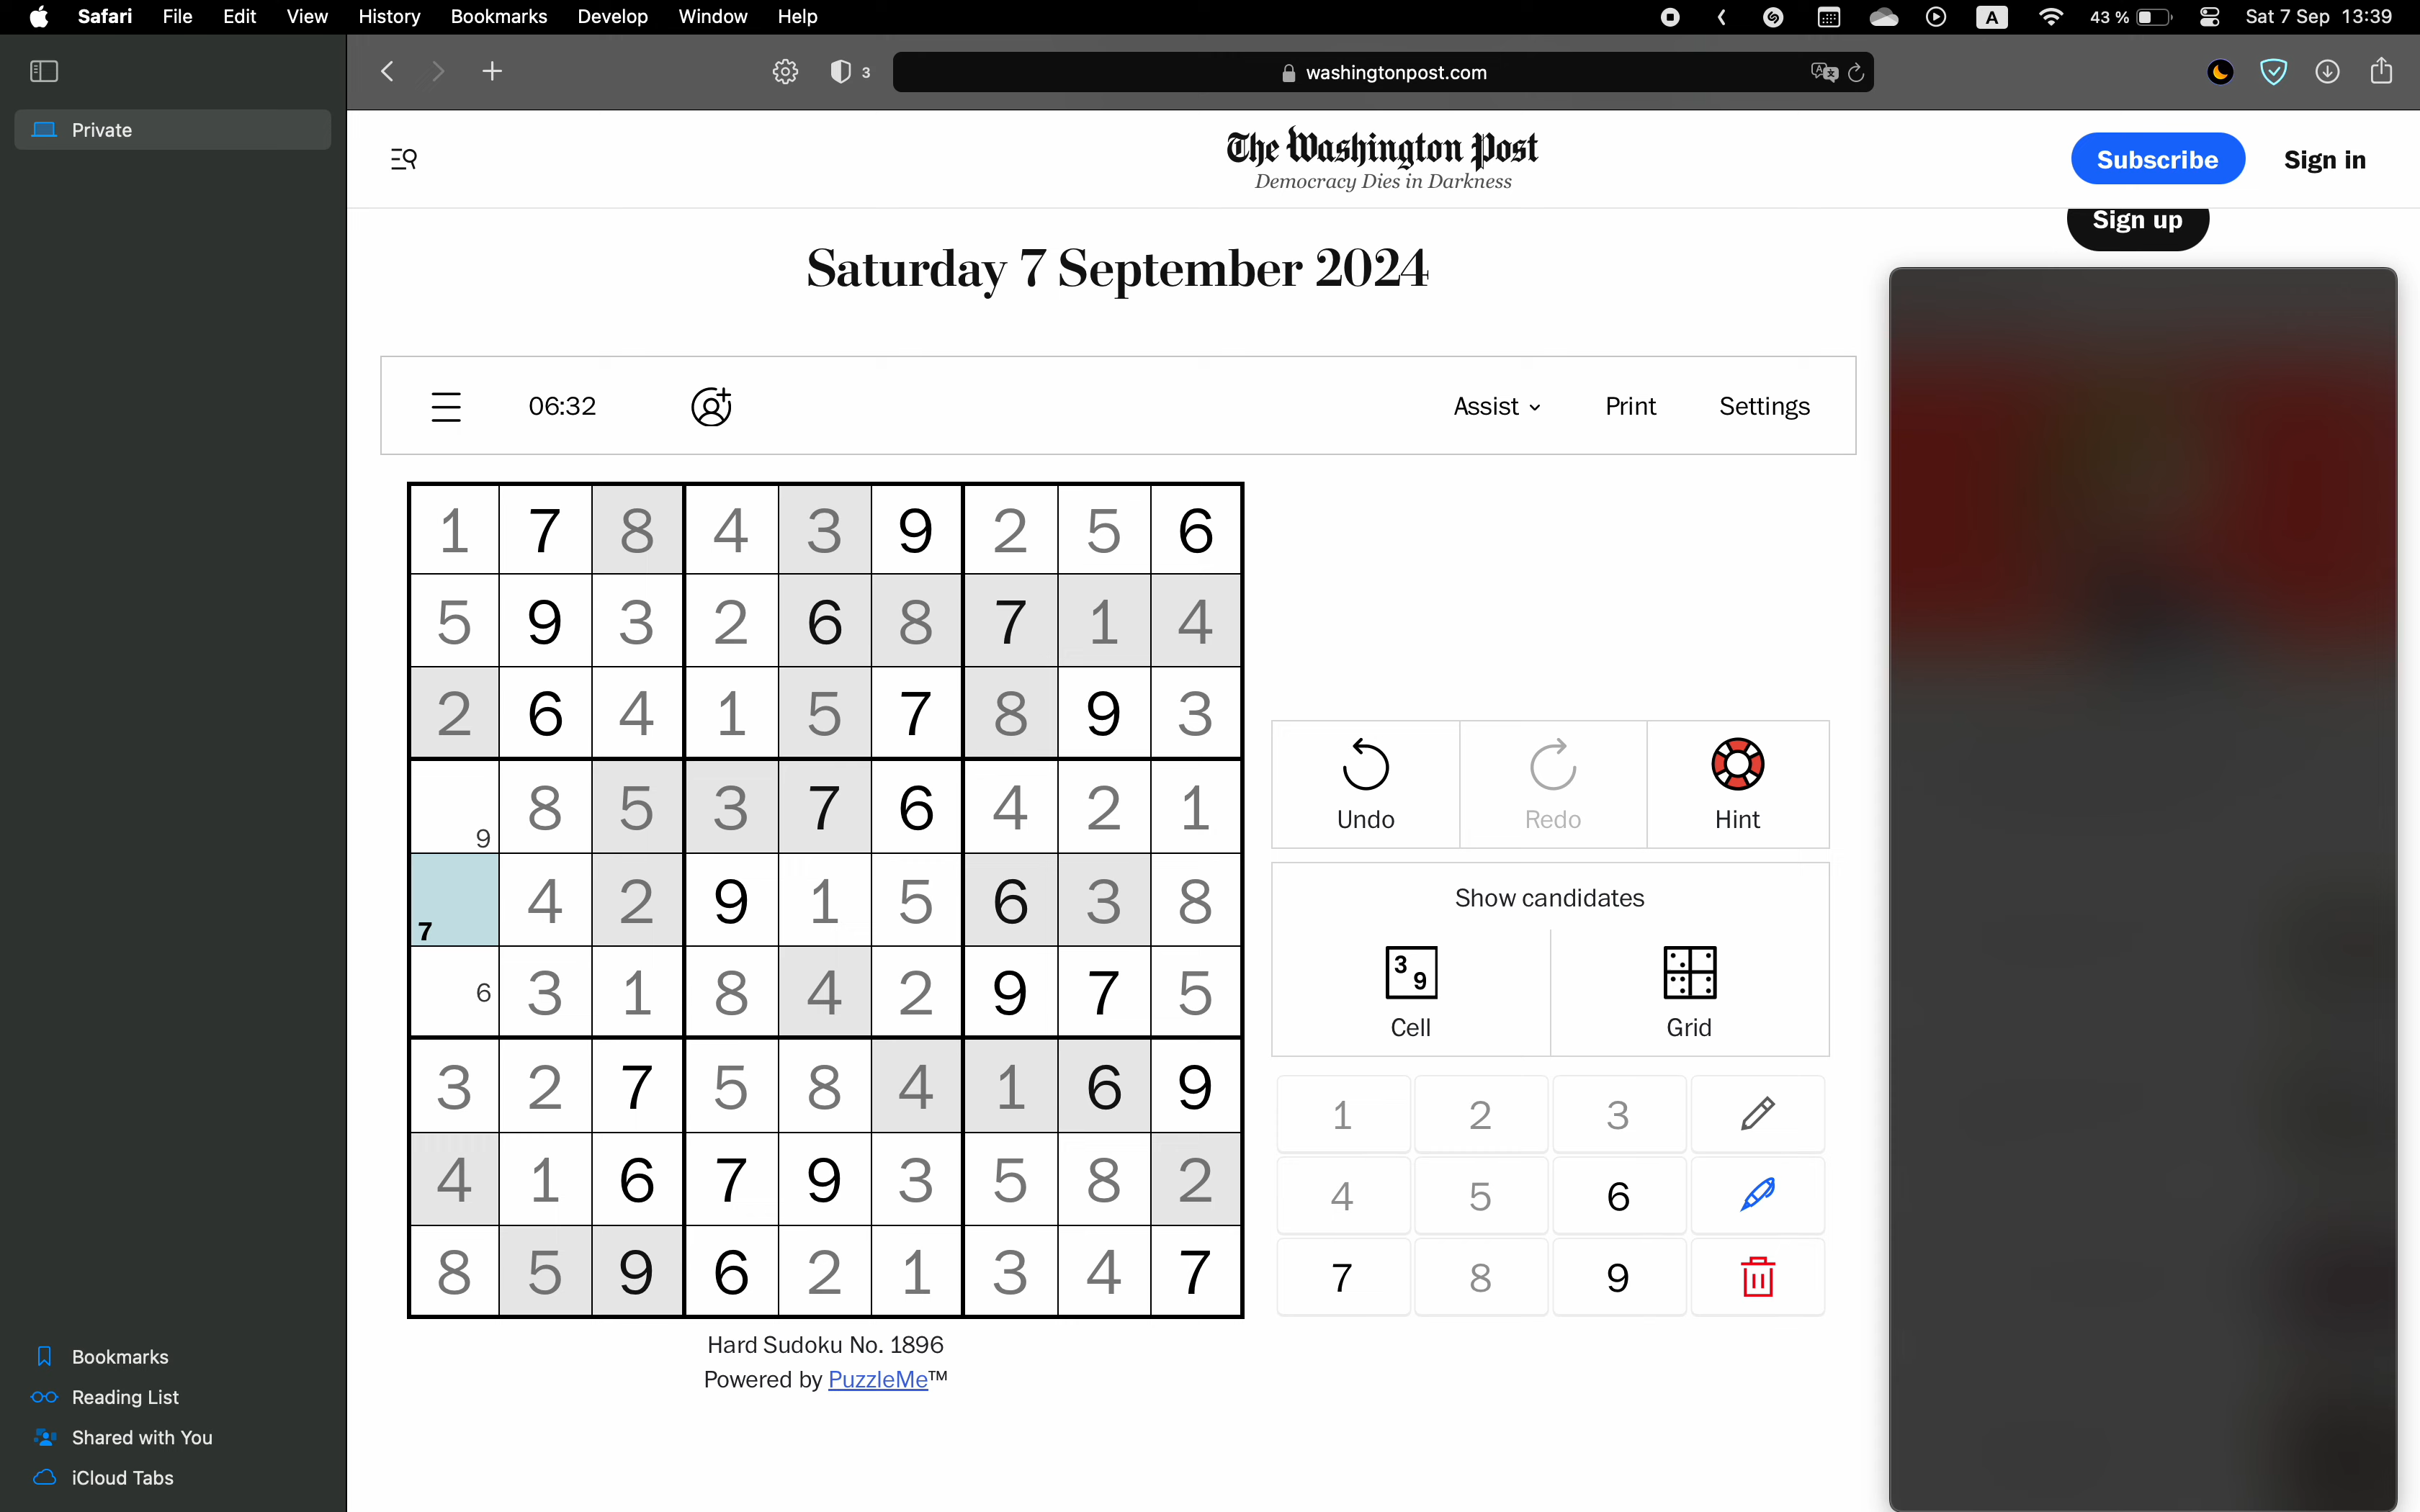 Safari File Edit View History Bookmarks Develop Window Help A 43 % Sat 7 Sep 13:39
3 washingtonpost.com
Private
The Washington Post
Democracy Dies in Darkness
Subscribe Sign in
Sign up
Saturday 7 September 2024
06:32 Assist Print Settings
1 7 8 4 3 9 2 5 6
5 9 3 2 6 8 7 1 4
2 6 4 1 5 7 8 9 3
9 8 5 3 7 6 4 2 1
7 4 2 9 1 5 6 3 8
6 3 1 8 4 2 9 7 5
3 2 7 5 8 4 1 6 9
4 1 6 7 9 3 5 8 2
8 5 9 6 2 1 3 4 7
Hard Sudoku No. 1896
Powered by PuzzleMe™
Undo Redo Hint
Show candidates
3 9
Cell Grid
1 2 3
4 5 6
7 8 9
Bookmarks
Reading List
Shared with You
iCloud Tabs